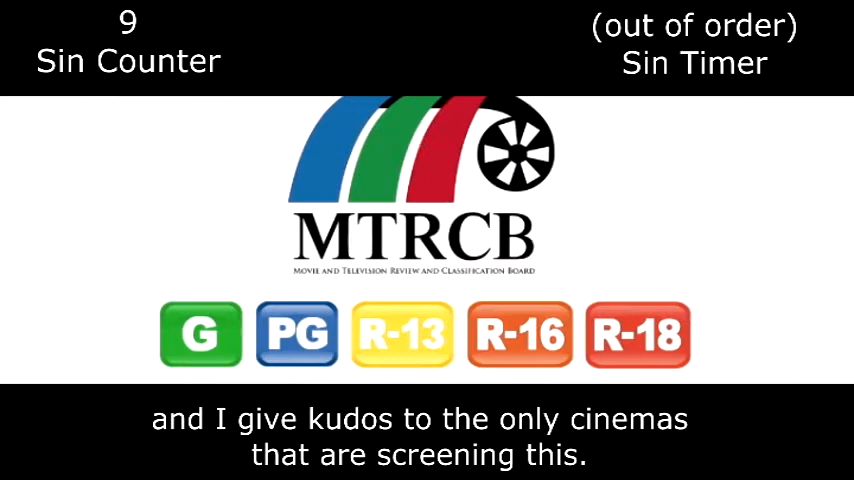 9
Sin Counter
(out of order)
Sin Timer
MTRCB
MOVIE AND TELEVISION REVIEW AND CLASSIFICATION BOARD
G PG R-13 R-16 R-18
and I give kudos to the only cinemas
that are screening this.